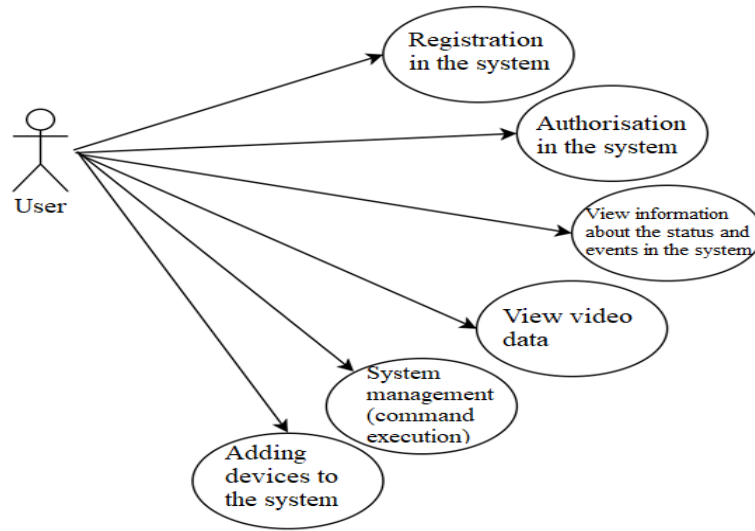 Registration
in the system
Authorisation
in the system
User
View information
about the status and
events in the system
View video
data
System
management
(command
execution)
Adding
devices to
the system